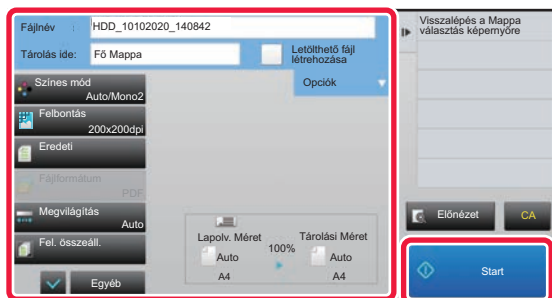 Fájlnév : HDD_10102020_140842
Tárolás ide: Fő Mappa
Letölthető fájl
létrehozása
Opciók
Színes mód
Auto/Mono2
Felbontás
200x200dpi
Eredeti
Fájlformátum
PDF
Megvilágítás
Auto
Fel. összeáll.
Egyéb
Lapolv. Méret
Auto
A4
100%
Tárolási Méret
Auto
A4
Visszalépés a Mappa
választás képernyőre
Előnézet
CA
Start